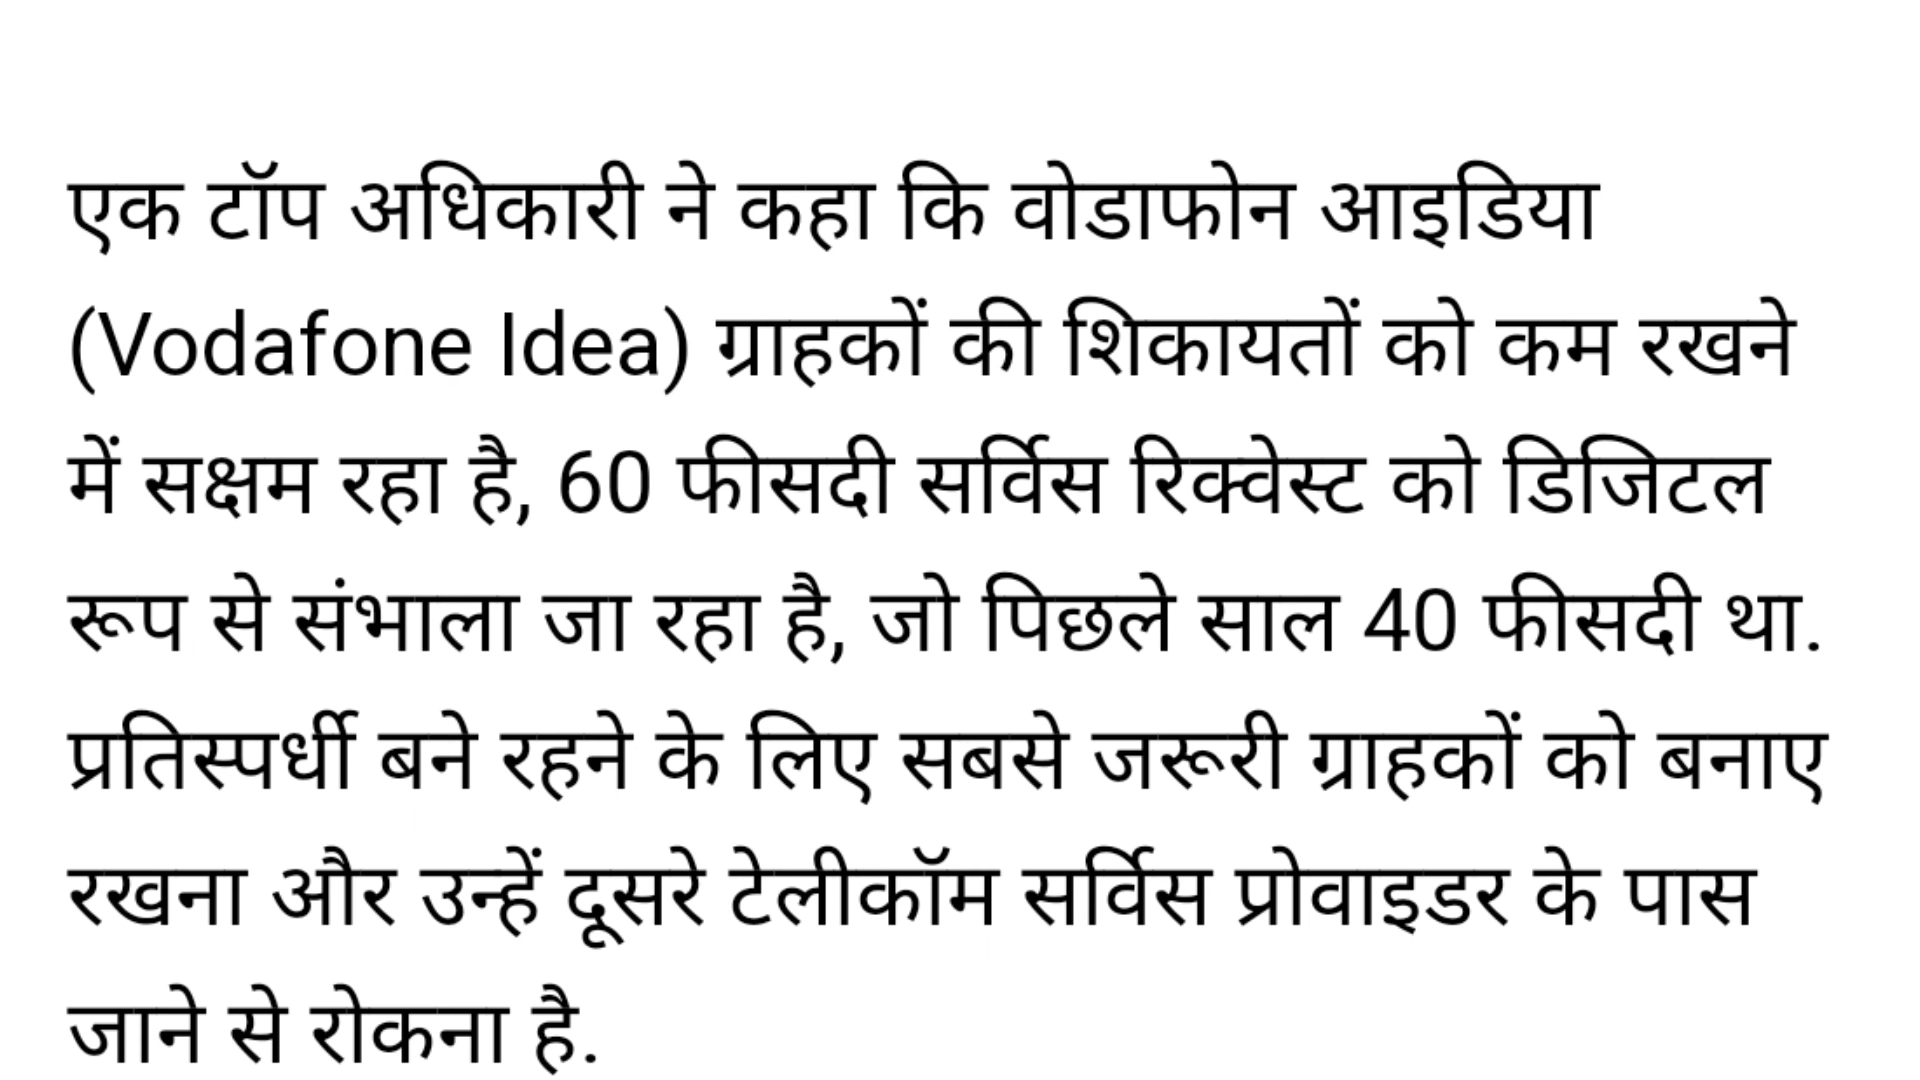 एक टॉप अधिकारी ने कहा कि वोडाफोन आइडिया
(Vodafone Idea) ग्राहकों की शिकायतों को कम रखने
में सक्षम रहा है, 60 फीसदी सर्विस रिक्वेस्ट को डिजिटल
रूप से संभाला जा रहा है, जो पिछले साल 40 फीसदी था.
प्रतिस्पर्धी बने रहने के लिए सबसे जरूरी ग्राहकों को बनाए
रखना और उन्हें दूसरे टेलीकॉम सर्विस प्रोवाइडर के पास
जाने से रोकना है.